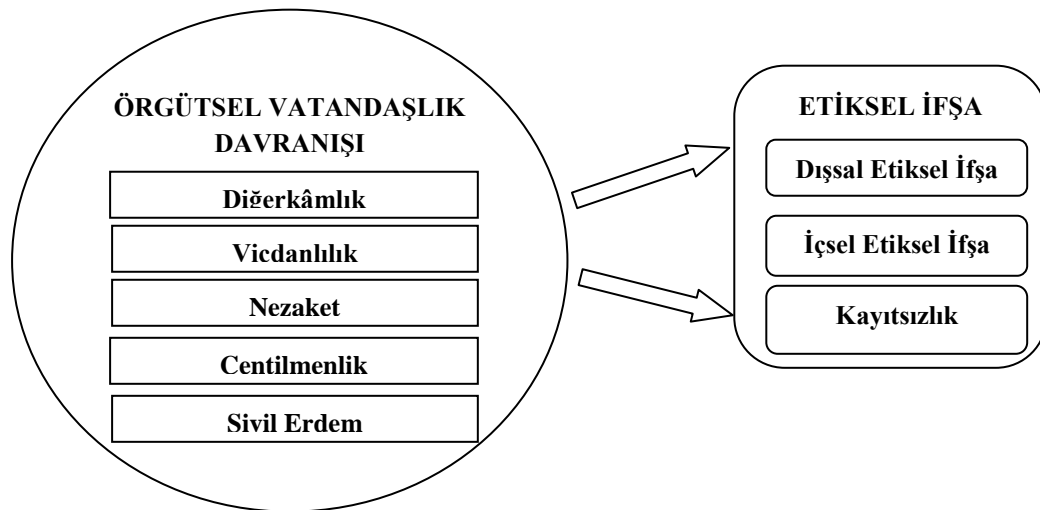 ÖRGÜTSEL VATANDAŞLIK
DAVRANIŞI
Diğerkâmlık
Vicdanlılık
Nezaket
Centilmenlik
Sivil Erdem
ETİKSEL İFŞA
Dışsal Etiksel İfşa
İçsel Etiksel İfşa
Kayıtsızlık